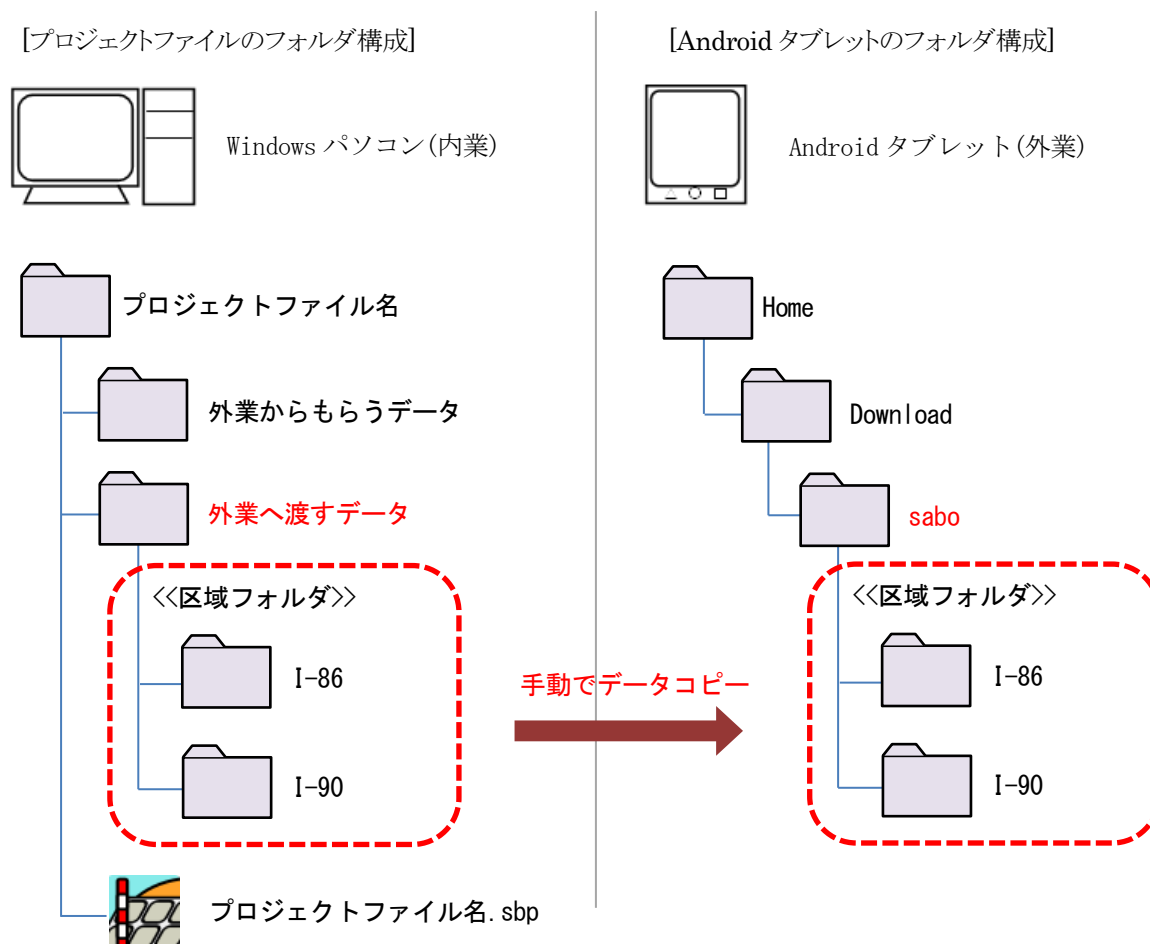 [プロジェクトファイルのフォルダ構成]
Windows パソコン(内業)
プロジェクトファイル名
外業からもらうデータ
外業へ渡すデータ
<<区域フォルダ>>
I-86
I-90
プロジェクトファイル名.sbp
手動でデータコピー
[Android タブレットのフォルダ構成]
Android タブレット(外業)
Home
Download
sabo
<<区域フォルダ>>
I-86
I-90